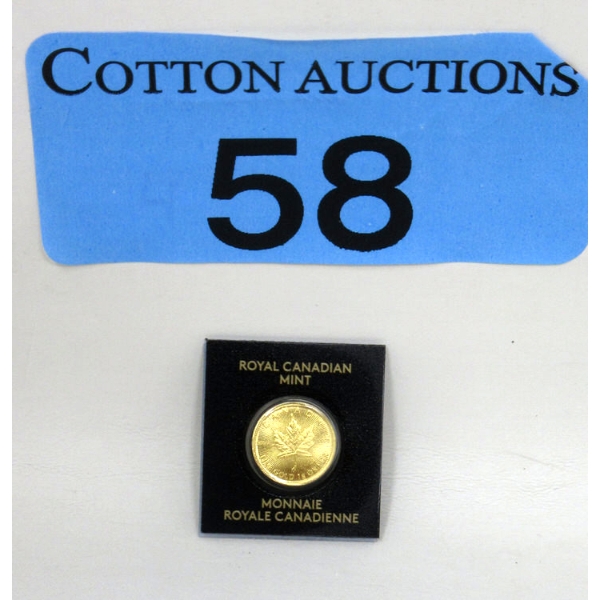 COTTON AUCTIONS
58
ROYAL CANADIAN
MINT
MONNAIE
ROYALE CANADIENNE